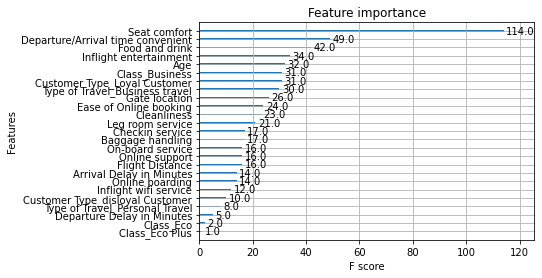 Feature importance
Seat comfort 114.0
Departure/Arrival time convenient 49.0
Food and drink 42.0
Inflight entertainment 34.0
Age 32.0
Class_Business 31.0
Customer Type_Loyal Customer 31.0
Type of Travel_Business travel 30.0
Gate location 26.0
Ease of Online booking 24.0
Cleanliness 23.0
Leg room service 21.0
Checkin service 17.0
Baggage handling 17.0
On-board service 16.0
Online support 16.0
Flight Distance 16.0
Arrival Delay in Minutes 14.0
Online boarding 14.0
Inflight wifi service 12.0
Customer Type_disloyal Customer 10.0
Type of Travel_Personal Travel 8.0
Departure Delay in Minutes 5.0
Class_Eco 2.0
Class_Eco Plus 1.0
Features
0 20 40 60 80 100 120
F score